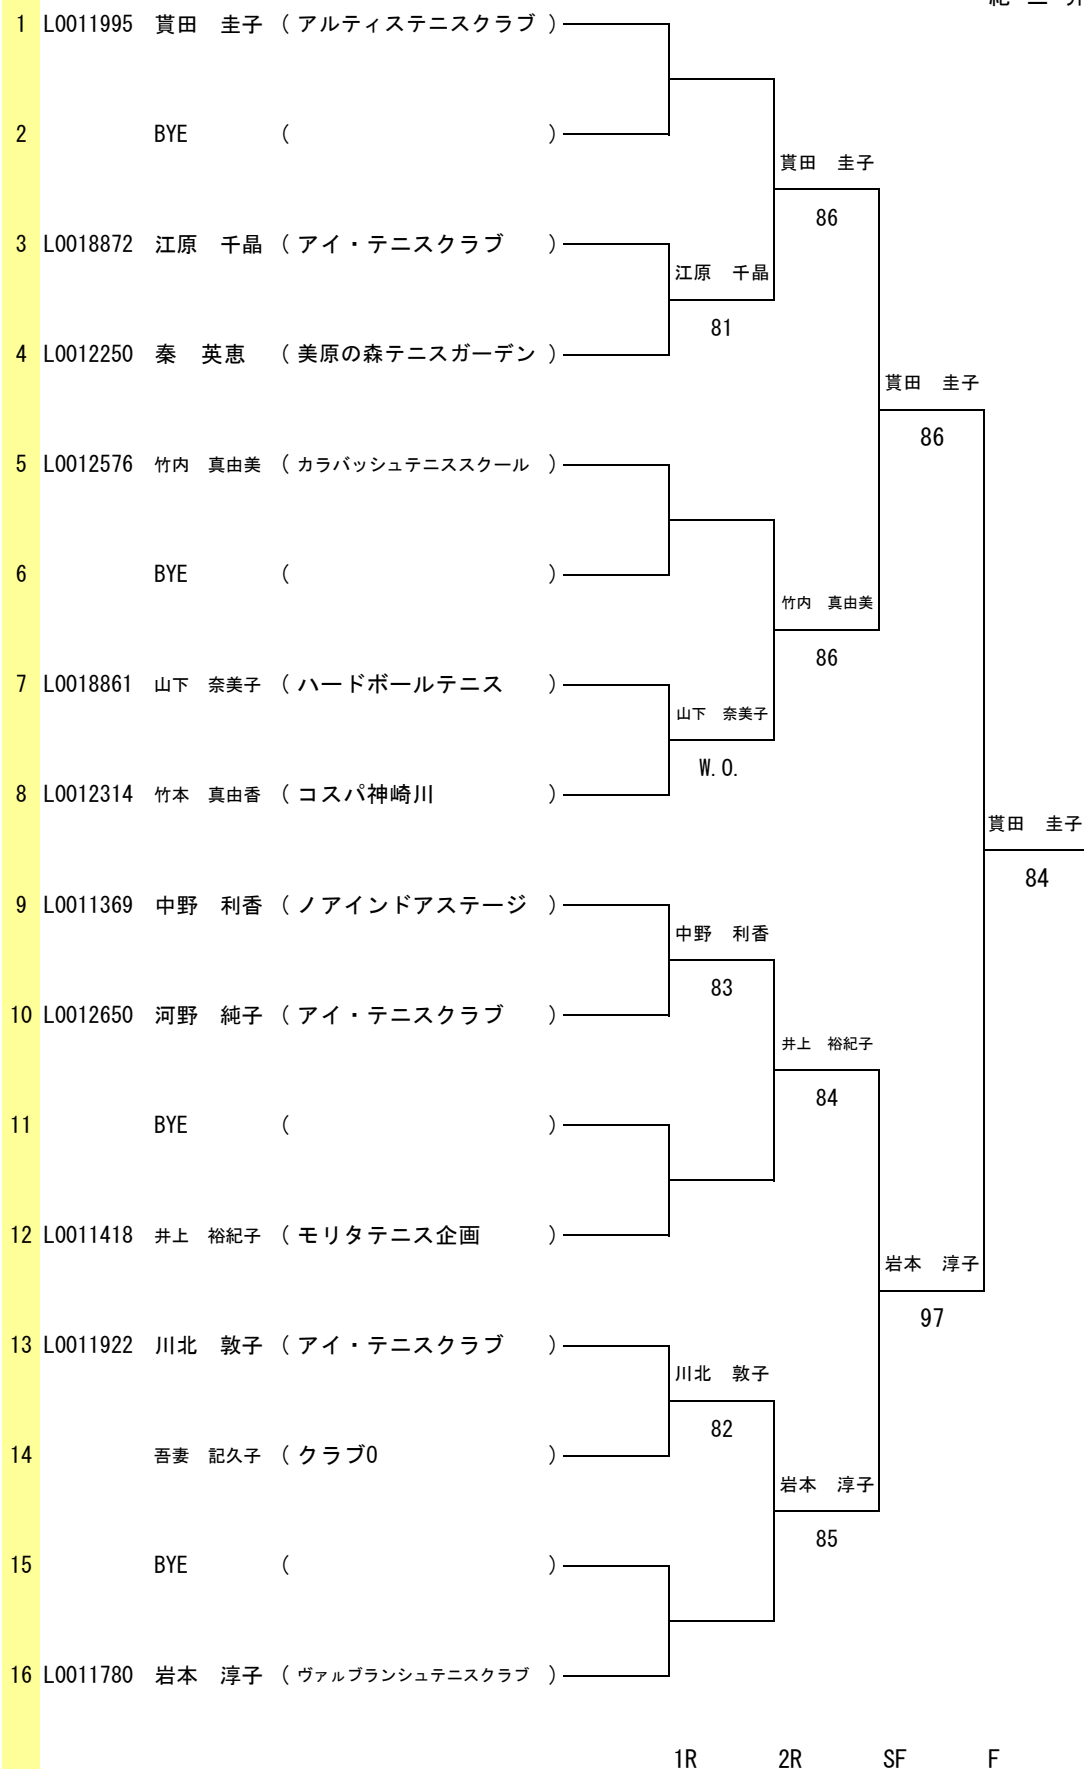 1 L0011995 貰田 圭子 ( アルティステニスクラブ )
2 BYE ( )
貰田 圭子
86
3 L0018872 江原 千晶 ( アイ・テニスクラブ )
江原 千晶
81
4 L0012250 秦 英恵 ( 美原の森テニスガーデン )
貰田 圭子
86
5 L0012576 竹内 真由美 ( カラバッシュテニススクール )
6 BYE ( )
竹内 真由美
86
7 L0018861 山下 奈美子 ( ハードボールテニス )
山下 奈美子
W.O.
8 L0012314 竹本 真由香 ( コスパ神崎川 )
貰田 圭子
84
9 L0011369 中野 利香 ( ノアインドアステージ )
中野 利香
83
10 L0012650 河野 純子 ( アイ・テニスクラブ )
井上 裕紀子
84
11 BYE ( )
12 L0011418 井上 裕紀子 ( モリタテニス企画 )
岩本 淳子
97
13 L0011922 川北 敦子 ( アイ・テニスクラブ )
川北 敦子
82
14 吾妻 記久子 ( クラブO )
岩本 淳子
85
15 BYE ( )
16 L0011780 岩本 淳子 ( ヴァルブランシュテニスクラブ )
1R 2R SF F